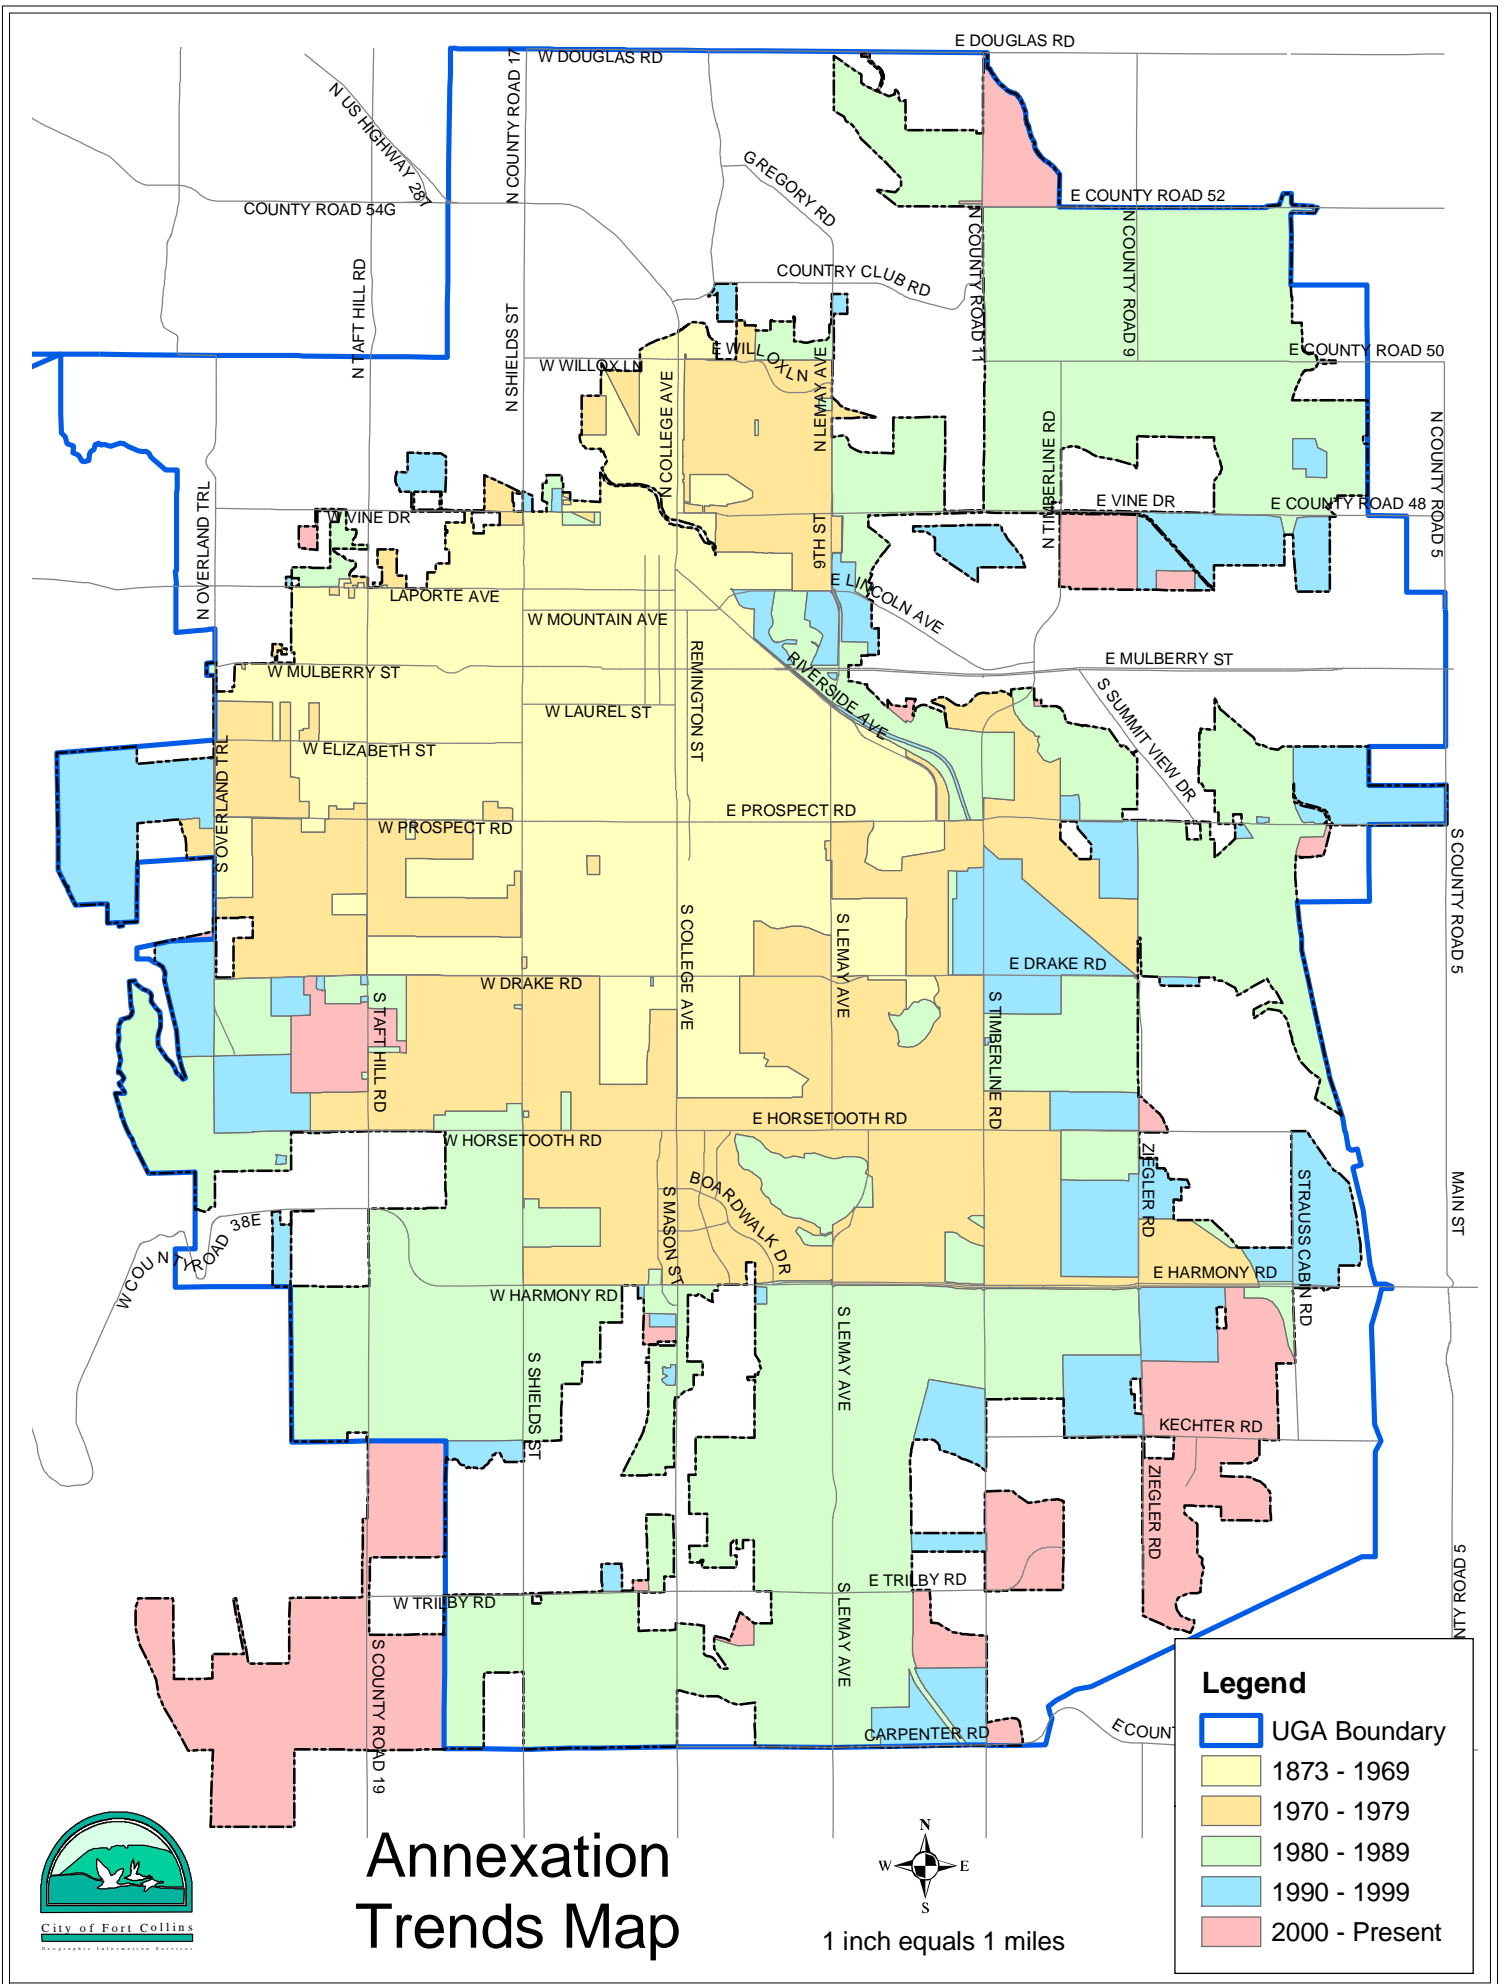 E DOUGLAS RD
W DOUGLAS RD
N COUNTY ROAD 17
N US HIGHWAY 287
GREGORY RD
COUNTY ROAD 54G
E COUNTY ROAD 52
N COUNTY ROAD 11
N COUNTY ROAD 9
COUNTRY CLUB RD
N TAFT HILL RD
N SHIELDS ST
E WILLOX LN
W WILLOX LN
E COUNTY ROAD 50
N COLLEGE AVE
N LEMAY AVE
N TIMBERLINE RD
N COUNTY ROAD 5
N OVERLAND TRL
W VINE DR
E VINE DR
E COUNTY ROAD 48
9TH ST
E LINCOLN AVE
LAPORTE AVE
W MOUNTAIN AVE
REMINGTON ST
RIVERSIDE AVE
E MULBERRY ST
W MULBERRY ST
S SUMMIT VIEW DR
W LAUREL ST
W ELIZABETH ST
S OVERLAND TRL
E PROSPECT RD
W PROSPECT RD
S COUNTY ROAD 5
S COLLEGE AVE
S LEMAY AVE
E DRAKE RD
W DRAKE RD
S TAFT HILL RD
S TIMBERLINE RD
E HORSETOOTH RD
W HORSETOOTH RD
ZIEGLER RD
STRAUSS CABIN RD
MAIN ST
S MASON ST
BOARDWALK DR
W COUNTY ROAD 38E
E HARMONY RD
W HARMONY RD
S LEMAY AVE
S SHIELDS ST
KECHTER RD
ZIEGLER RD
E TRILBY RD
W TRILBY RD
S LEMAY AVE
NTY ROAD 5
S COUNTY ROAD 19
CARPENTER RD
E COUNT
Legend
UGA Boundary
1873 - 1969
1970 - 1979
1980 - 1989
1990 - 1999
2000 - Present
City of Fort Collins
Geographic Information Services
Annexation
Trends Map
N
W
E
S
1 inch equals 1 miles